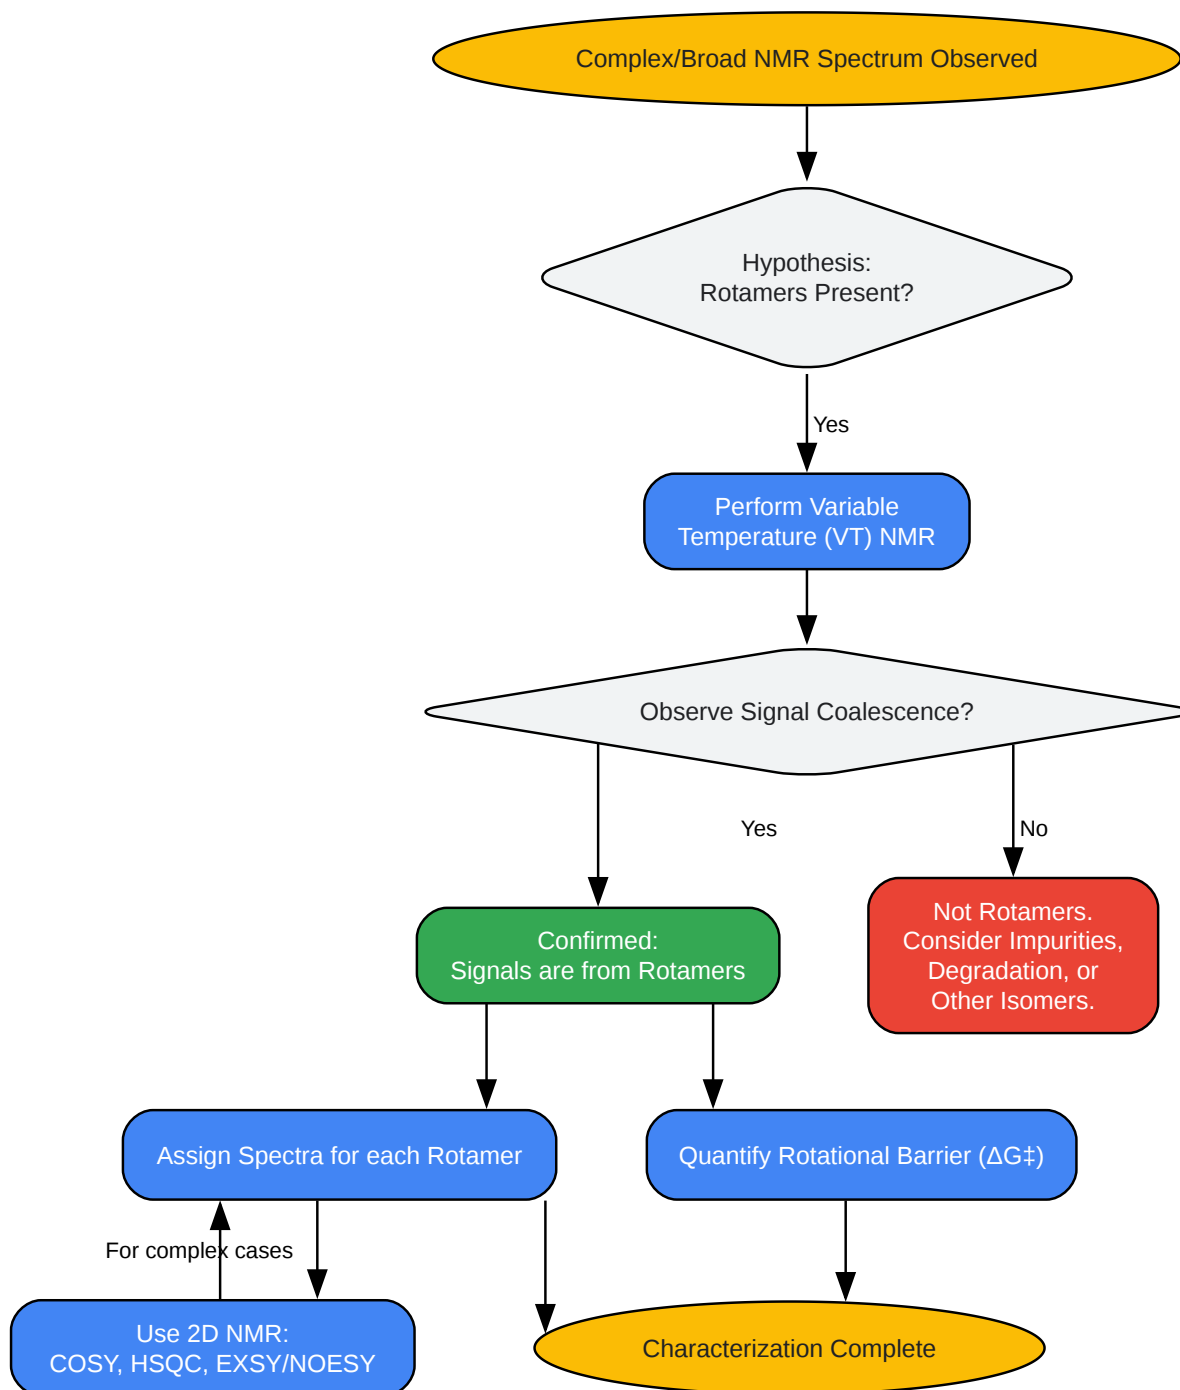 Complex/Broad NMR Spectrum Observed
Hypothesis:
Rotamers Present?
Yes
Perform Variable
Temperature (VT) NMR
Observe Signal Coalescence?
Yes
No
Confirmed:
Signals are from Rotamers
Not Rotamers.
Consider Impurities,
Degradation, or
Other Isomers.
Assign Spectra for each Rotamer
Quantify Rotational Barrier (ΔG‡)
For complex cases
Use 2D NMR:
COSY, HSQC, EXSY/NOESY
Characterization Complete